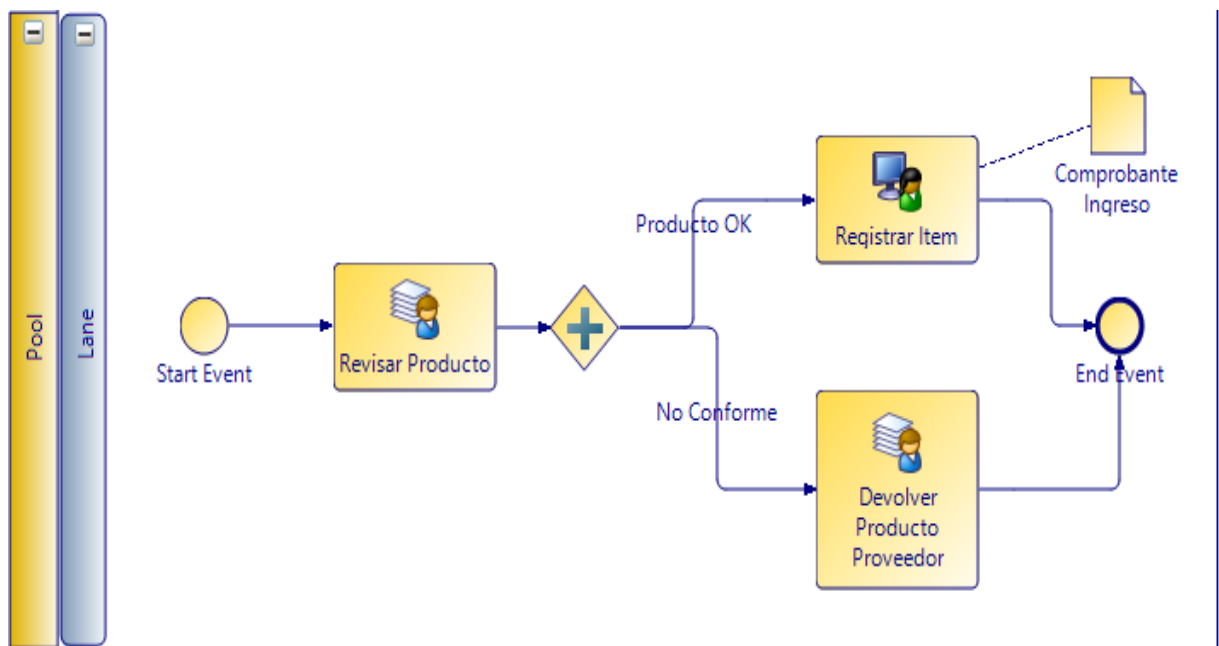 Pool
Lane
Start Event
Revisar Producto
Producto OK
No Conforme
Registrar Item
Devolver
Producto
Proveedor
Comprobante
Ingreso
End Event